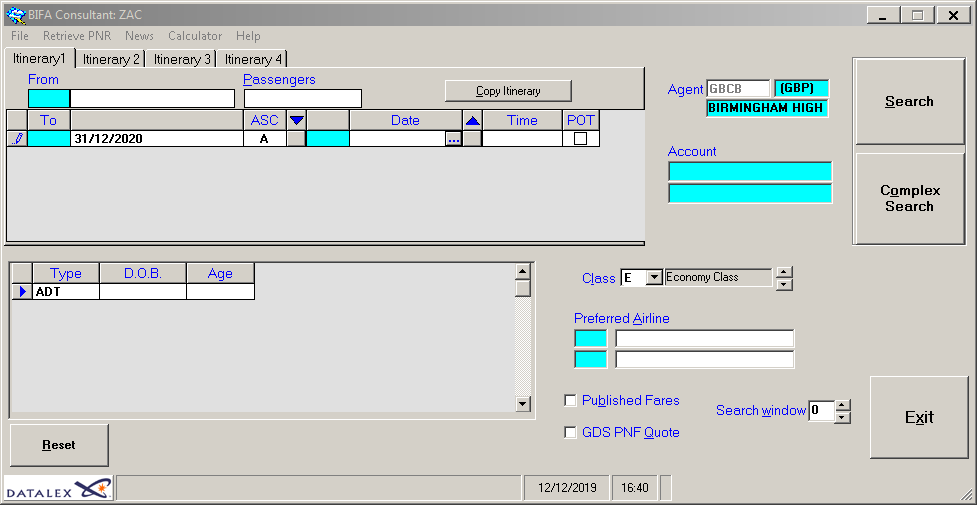 BIFA Consultant: ZAC
File Retrieve PNR News Calculator Help
Itinerary1 Itinerary 2 Itinerary 3 Itinerary 4
From Passengers
Copy Itinerary
To ASC Date Time POT
31/12/2020 A ...
Agent GBCB (GBP)
BIRMINGHAM HIGH
Account
Search
Complex
Search
Type D.O.B. Age
ADT
Class E Economy Class
Preferred Airline
Published Fares
GDS PNF Quote
Search window 0
Exit
Reset
DATALEX
12/12/2019 16:40